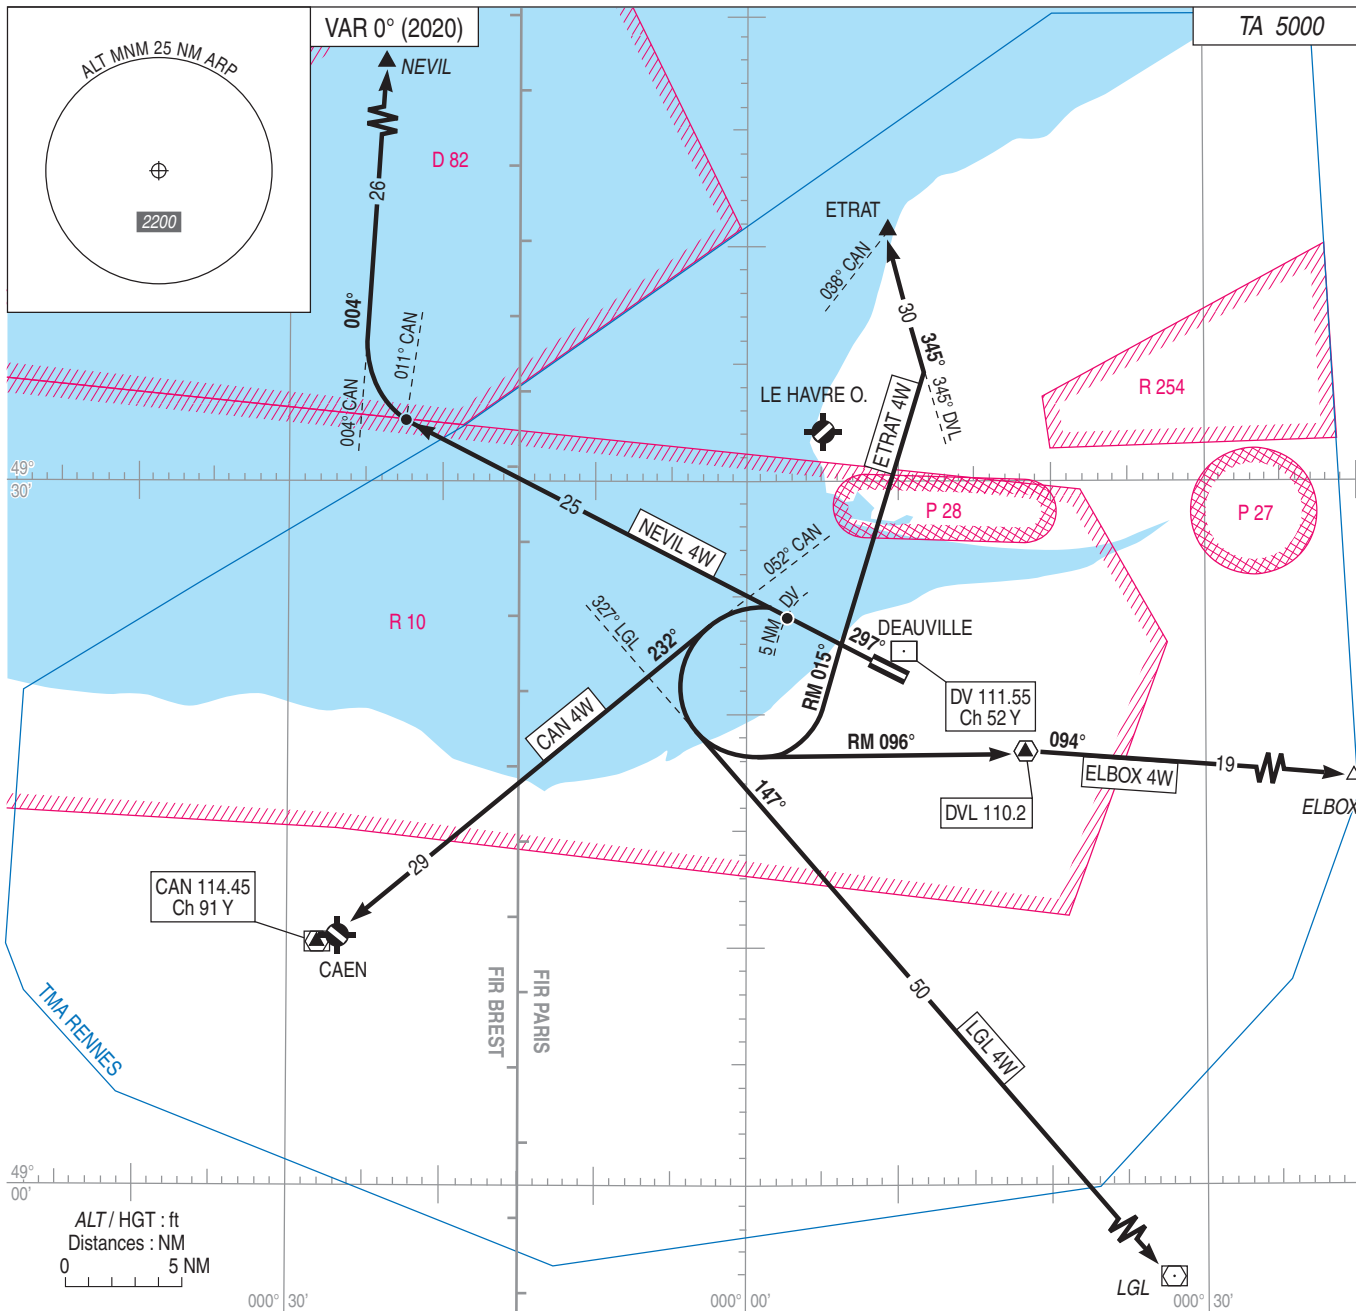 VAR 0° (2020)
TA 5000
ALT MNM 25 NM ARP
2200
NEVIL
D 82
26
004°
011° CAN
004° CAN
ETRAT
038° CAN
30
345°
345° DVL
LE HAVRE O.
ETRAT 4W
R 254
49°
30'
25
NEVIL 4W
P 28
P 27
052° CAN
327° LGL
R 10
232°
5 NM DV
297°
DEAUVILLE
RM 015°
DV 111.55
Ch 52 Y
CAN 4W
RM 096°
094°
19
ELBOX 4W
ELBOX
DVL 110.2
147°
29
CAN 114.45
Ch 91 Y
CAEN
FIR BREST
FIR PARIS
50
LGL 4W
TMA RENNES
49°
00'
ALT / HGT : ft
Distances : NM
0 5 NM
LGL
000° 30'
000° 00'
000° 30'